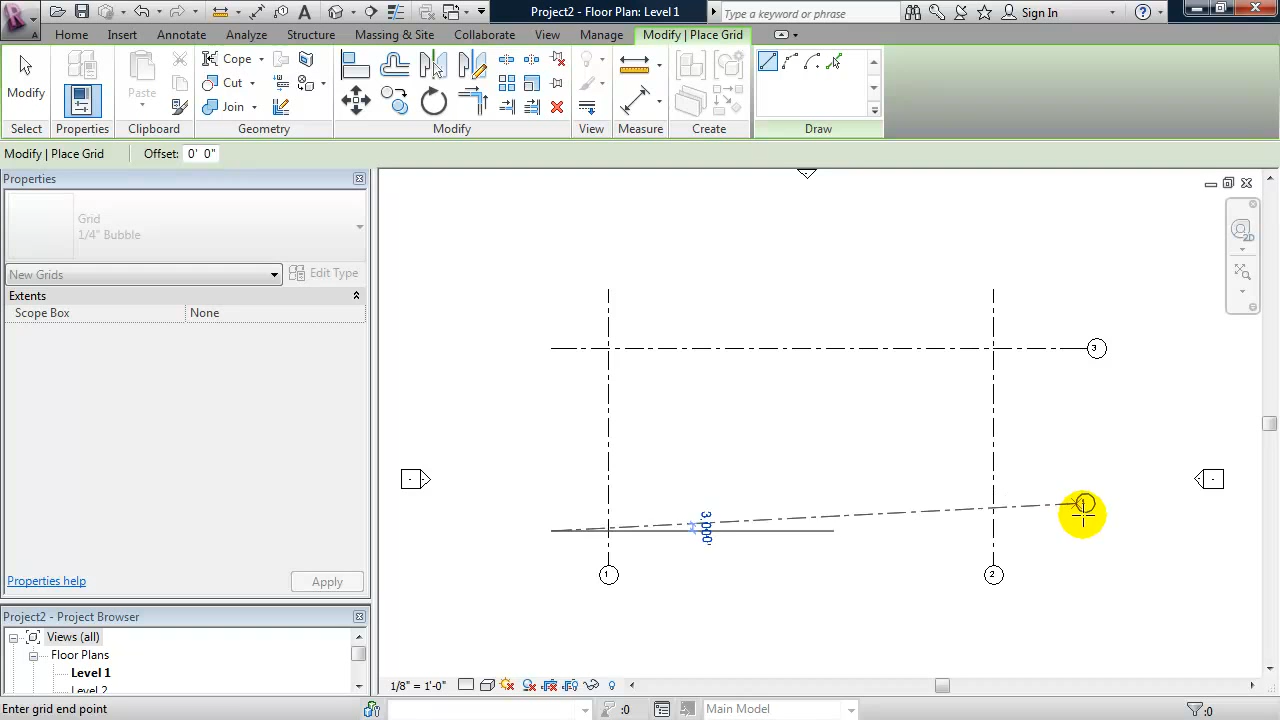 Project2 - Floor Plan: Level 1
Type a keyword or phrase
Sign In
Home
Insert
Annotate
Analyze
Structure
Massing & Site
Collaborate
View
Manage
Modify | Place Grid
Modify
Paste
Cope
Cut
Join
Select
Properties
Clipboard
Geometry
Modify
View
Measure
Create
Draw
Modify | Place Grid
Offset: 0' 0"
Properties
Grid
1/4" Bubble
New Grids
Edit Type
Extents
Scope Box
None
2D
3
3.000'
1
2
Properties help
Apply
Project2 - Project Browser
Views (all)
Floor Plans
Level 1
Level 2
1/8" = 1'-0"
Enter grid end point
:0
Main Model
:0